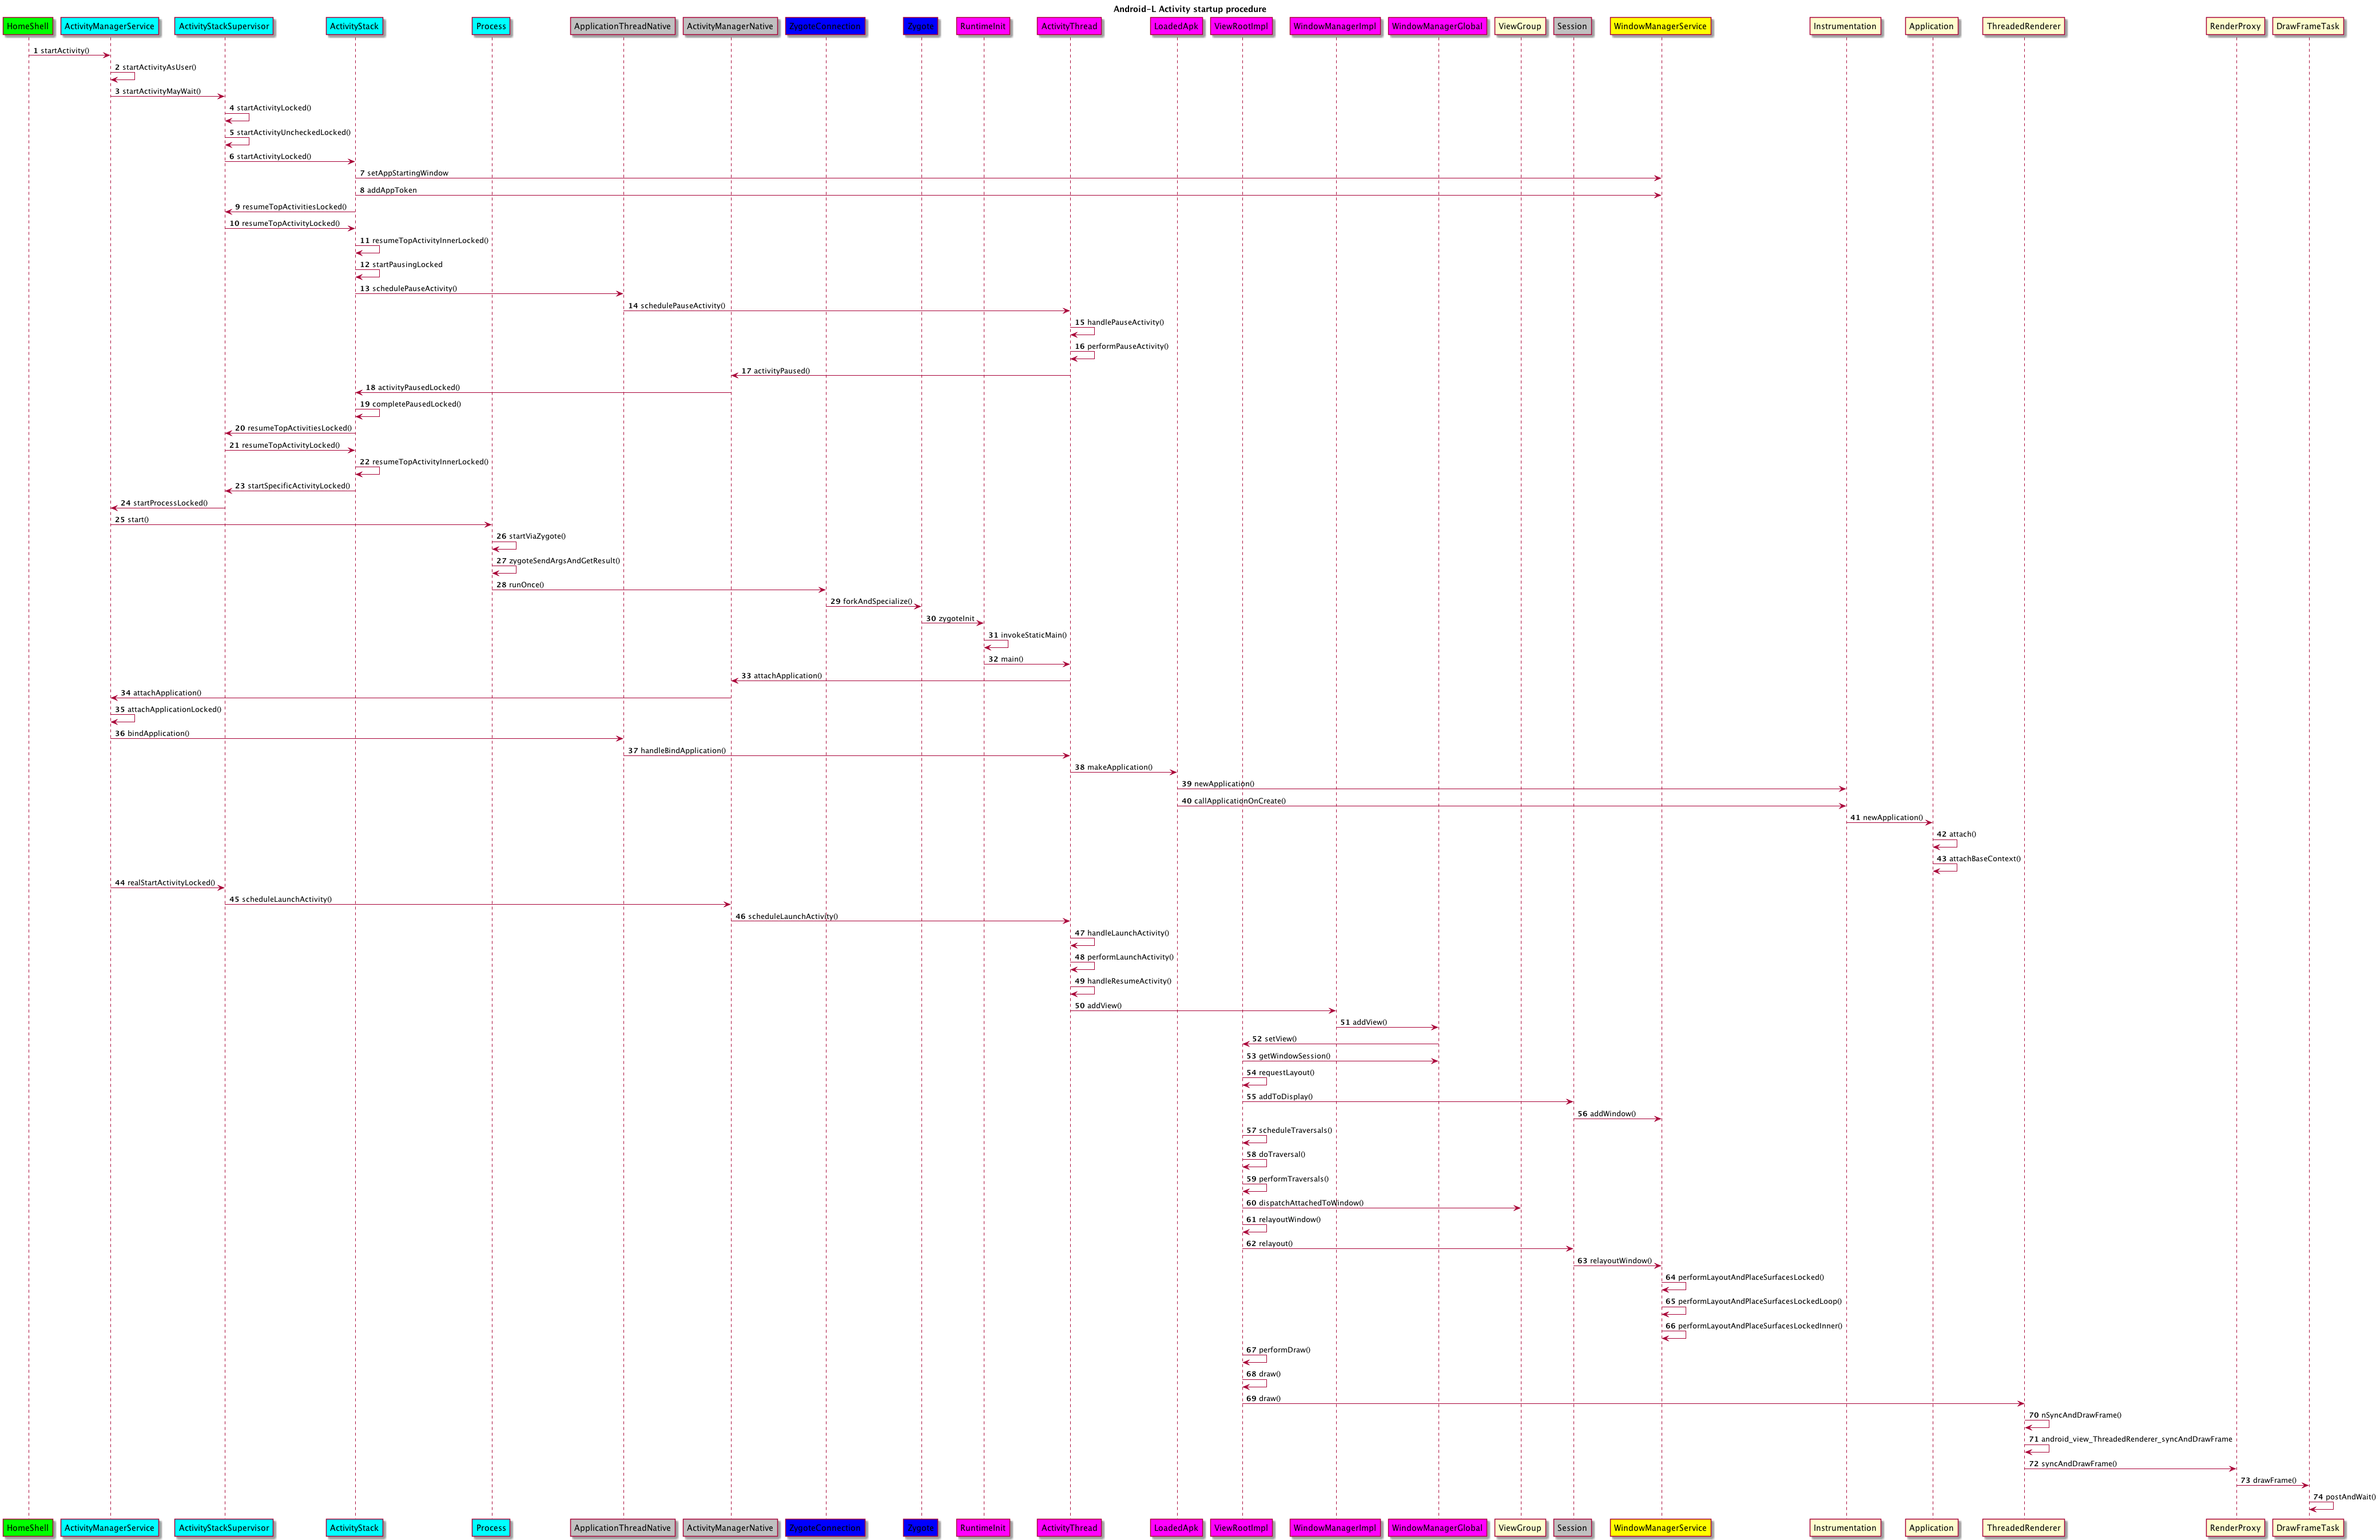 Android-L Activity startup procedure
HomeShell ActivityManagerService ActivityStackSupervisor ActivityStack Process ApplicationThreadNative ActivityManagerNative ZygoteConnection Zygote RuntimeInit ActivityThread LoadedApk ViewRootImpl WindowManagerImpl WindowManagerGlobal ViewGroup Session WindowManagerService Instrumentation Application ThreadedRenderer RenderProxy DrawFrameTask
1 startActivity()
2 startActivityAsUser()
3 startActivityMayWait()
4 startActivityLocked()
5 startActivityUncheckedLocked()
6 startActivityLocked()
7 setAppStartingWindow
8 addAppToken
9 resumeTopActivitiesLocked()
10 resumeTopActivityLocked()
11 resumeTopActivityInnerLocked()
12 startPausingLocked
13 schedulePauseActivity()
14 schedulePauseActivity()
15 handlePauseActivity()
16 performPauseActivity()
17 activityPaused()
18 activityPausedLocked()
19 completePausedLocked()
20 resumeTopActivitiesLocked()
21 resumeTopActivityLocked()
22 resumeTopActivityInnerLocked()
23 startSpecificActivityLocked()
24 startProcessLocked()
25 start()
26 startViaZygote()
27 zygoteSendArgsAndGetResult()
28 runOnce()
29 forkAndSpecialize()
30 zygoteInit
31 invokeStaticMain()
32 main()
33 attachApplication()
34 attachApplication()
35 attachApplicationLocked()
36 bindApplication()
37 handleBindApplication()
38 makeApplication()
39 newApplication()
40 callApplicationOnCreate()
41 newApplication()
42 attach()
43 attachBaseContext()
44 realStartActivityLocked()
45 scheduleLaunchActivity()
46 scheduleLaunchActivity()
47 handleLaunchActivity()
48 performLaunchActivity()
49 handleResumeActivity()
50 addView()
51 addView()
52 setView()
53 getWindowSession()
54 requestLayout()
55 addToDisplay()
56 addWindow()
57 scheduleTraversals()
58 doTraversal()
59 performTraversals()
60 dispatchAttachedToWindow()
61 relayoutWindow()
62 relayout()
63 relayoutWindow()
64 performLayoutAndPlaceSurfacesLocked()
65 performLayoutAndPlaceSurfacesLockedLoop()
66 performLayoutAndPlaceSurfacesLockedInner()
67 performDraw()
68 draw()
69 draw()
70 nSyncAndDrawFrame()
71 android_view_ThreadedRenderer_syncAndDrawFrame
72 syncAndDrawFrame()
73 drawFrame()
74 postAndWait()
HomeShell ActivityManagerService ActivityStackSupervisor ActivityStack Process ApplicationThreadNative ActivityManagerNative ZygoteConnection Zygote RuntimeInit ActivityThread LoadedApk ViewRootImpl WindowManagerImpl WindowManagerGlobal ViewGroup Session WindowManagerService Instrumentation Application ThreadedRenderer RenderProxy DrawFrameTask